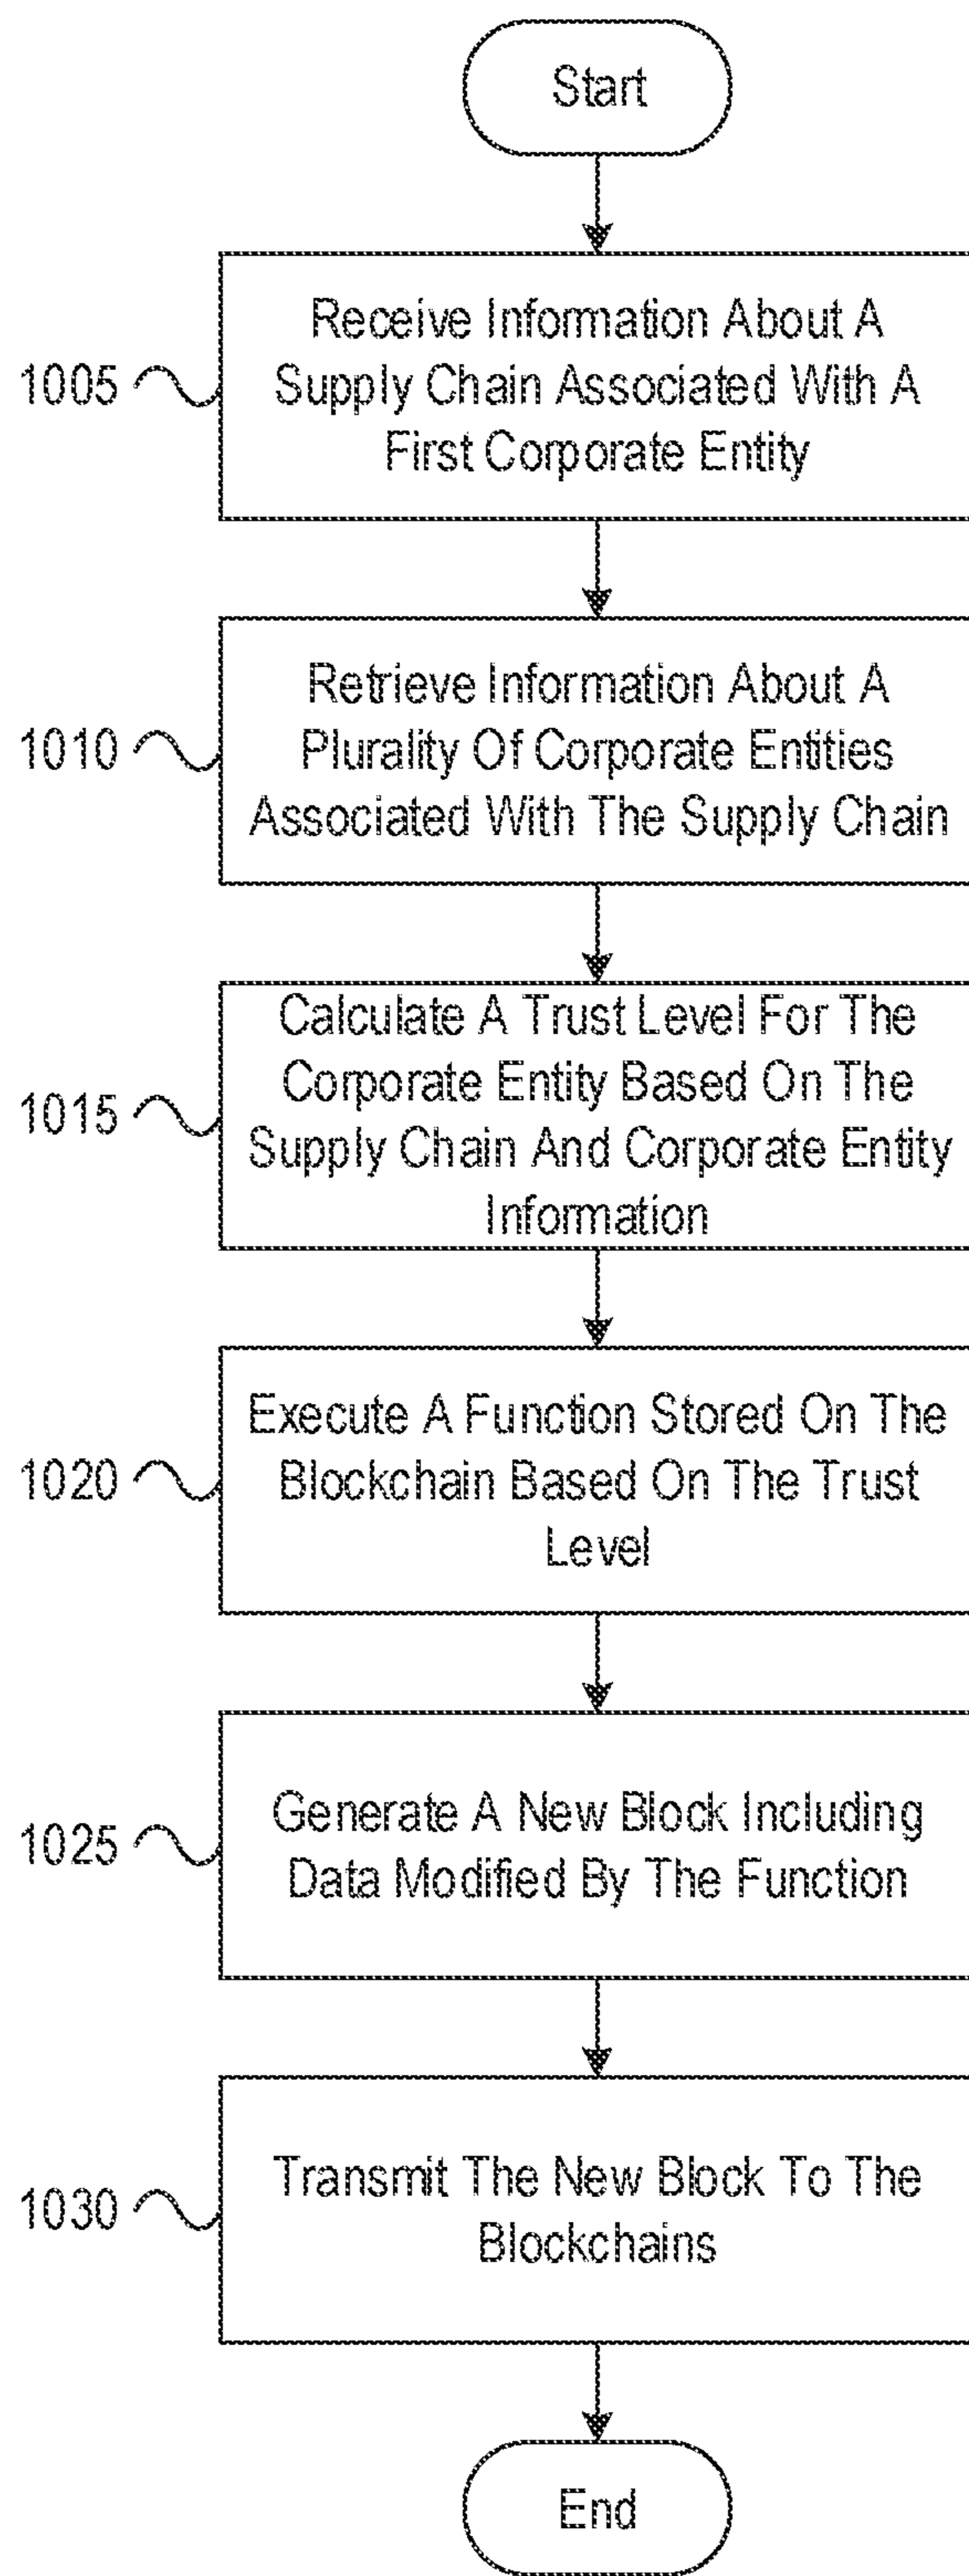 Start
Receive Information About A
Supply Chain Associated With A
First Corporate Entity
1005
Retrieve Information About A
Plurality Of Corporate Entities
Associated With The Supply Chain
1010
Calculate A Trust Level For The
Corporate Entity Based On The
Supply Chain And Corporate Entity
Information
1015
Execute A Function Stored On The
Blockchain Based On The Trust
Level
1020
Generate A New Block Including
Data Modified By The Function
1025
Transmit The New Block To The
Blockchains
1030
End